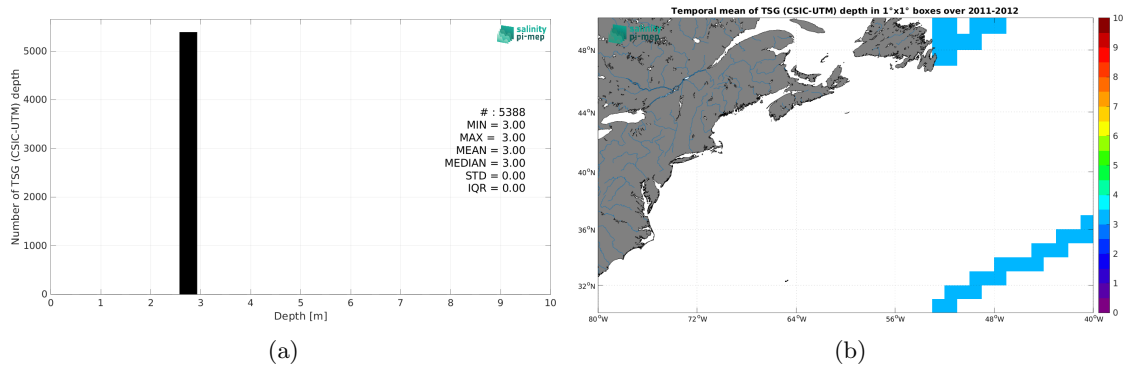 5000
4000
3000
2000
1000
0
Number of TSG (CSIC-UTM) depth
salinity
pi-mep
# : 5388
MIN = 3.00
MAX = 3.00
MEAN = 3.00
MEDIAN = 3.00
STD = 0.00
IQR = 0.00
0 1 2 3 4 5 6 7 8 9 10
Depth [m]
(a)
Temporal mean of TSG (CSIC-UTM) depth in 1°x1° boxes over 2011-2012
salinity
pi-mep
48°N
44°N
40°N
36°N
32°N
80°W 72°W 64°W 56°W 48°W 40°W
10
9
8
7
6
5
4
3
2
1
0
(b)